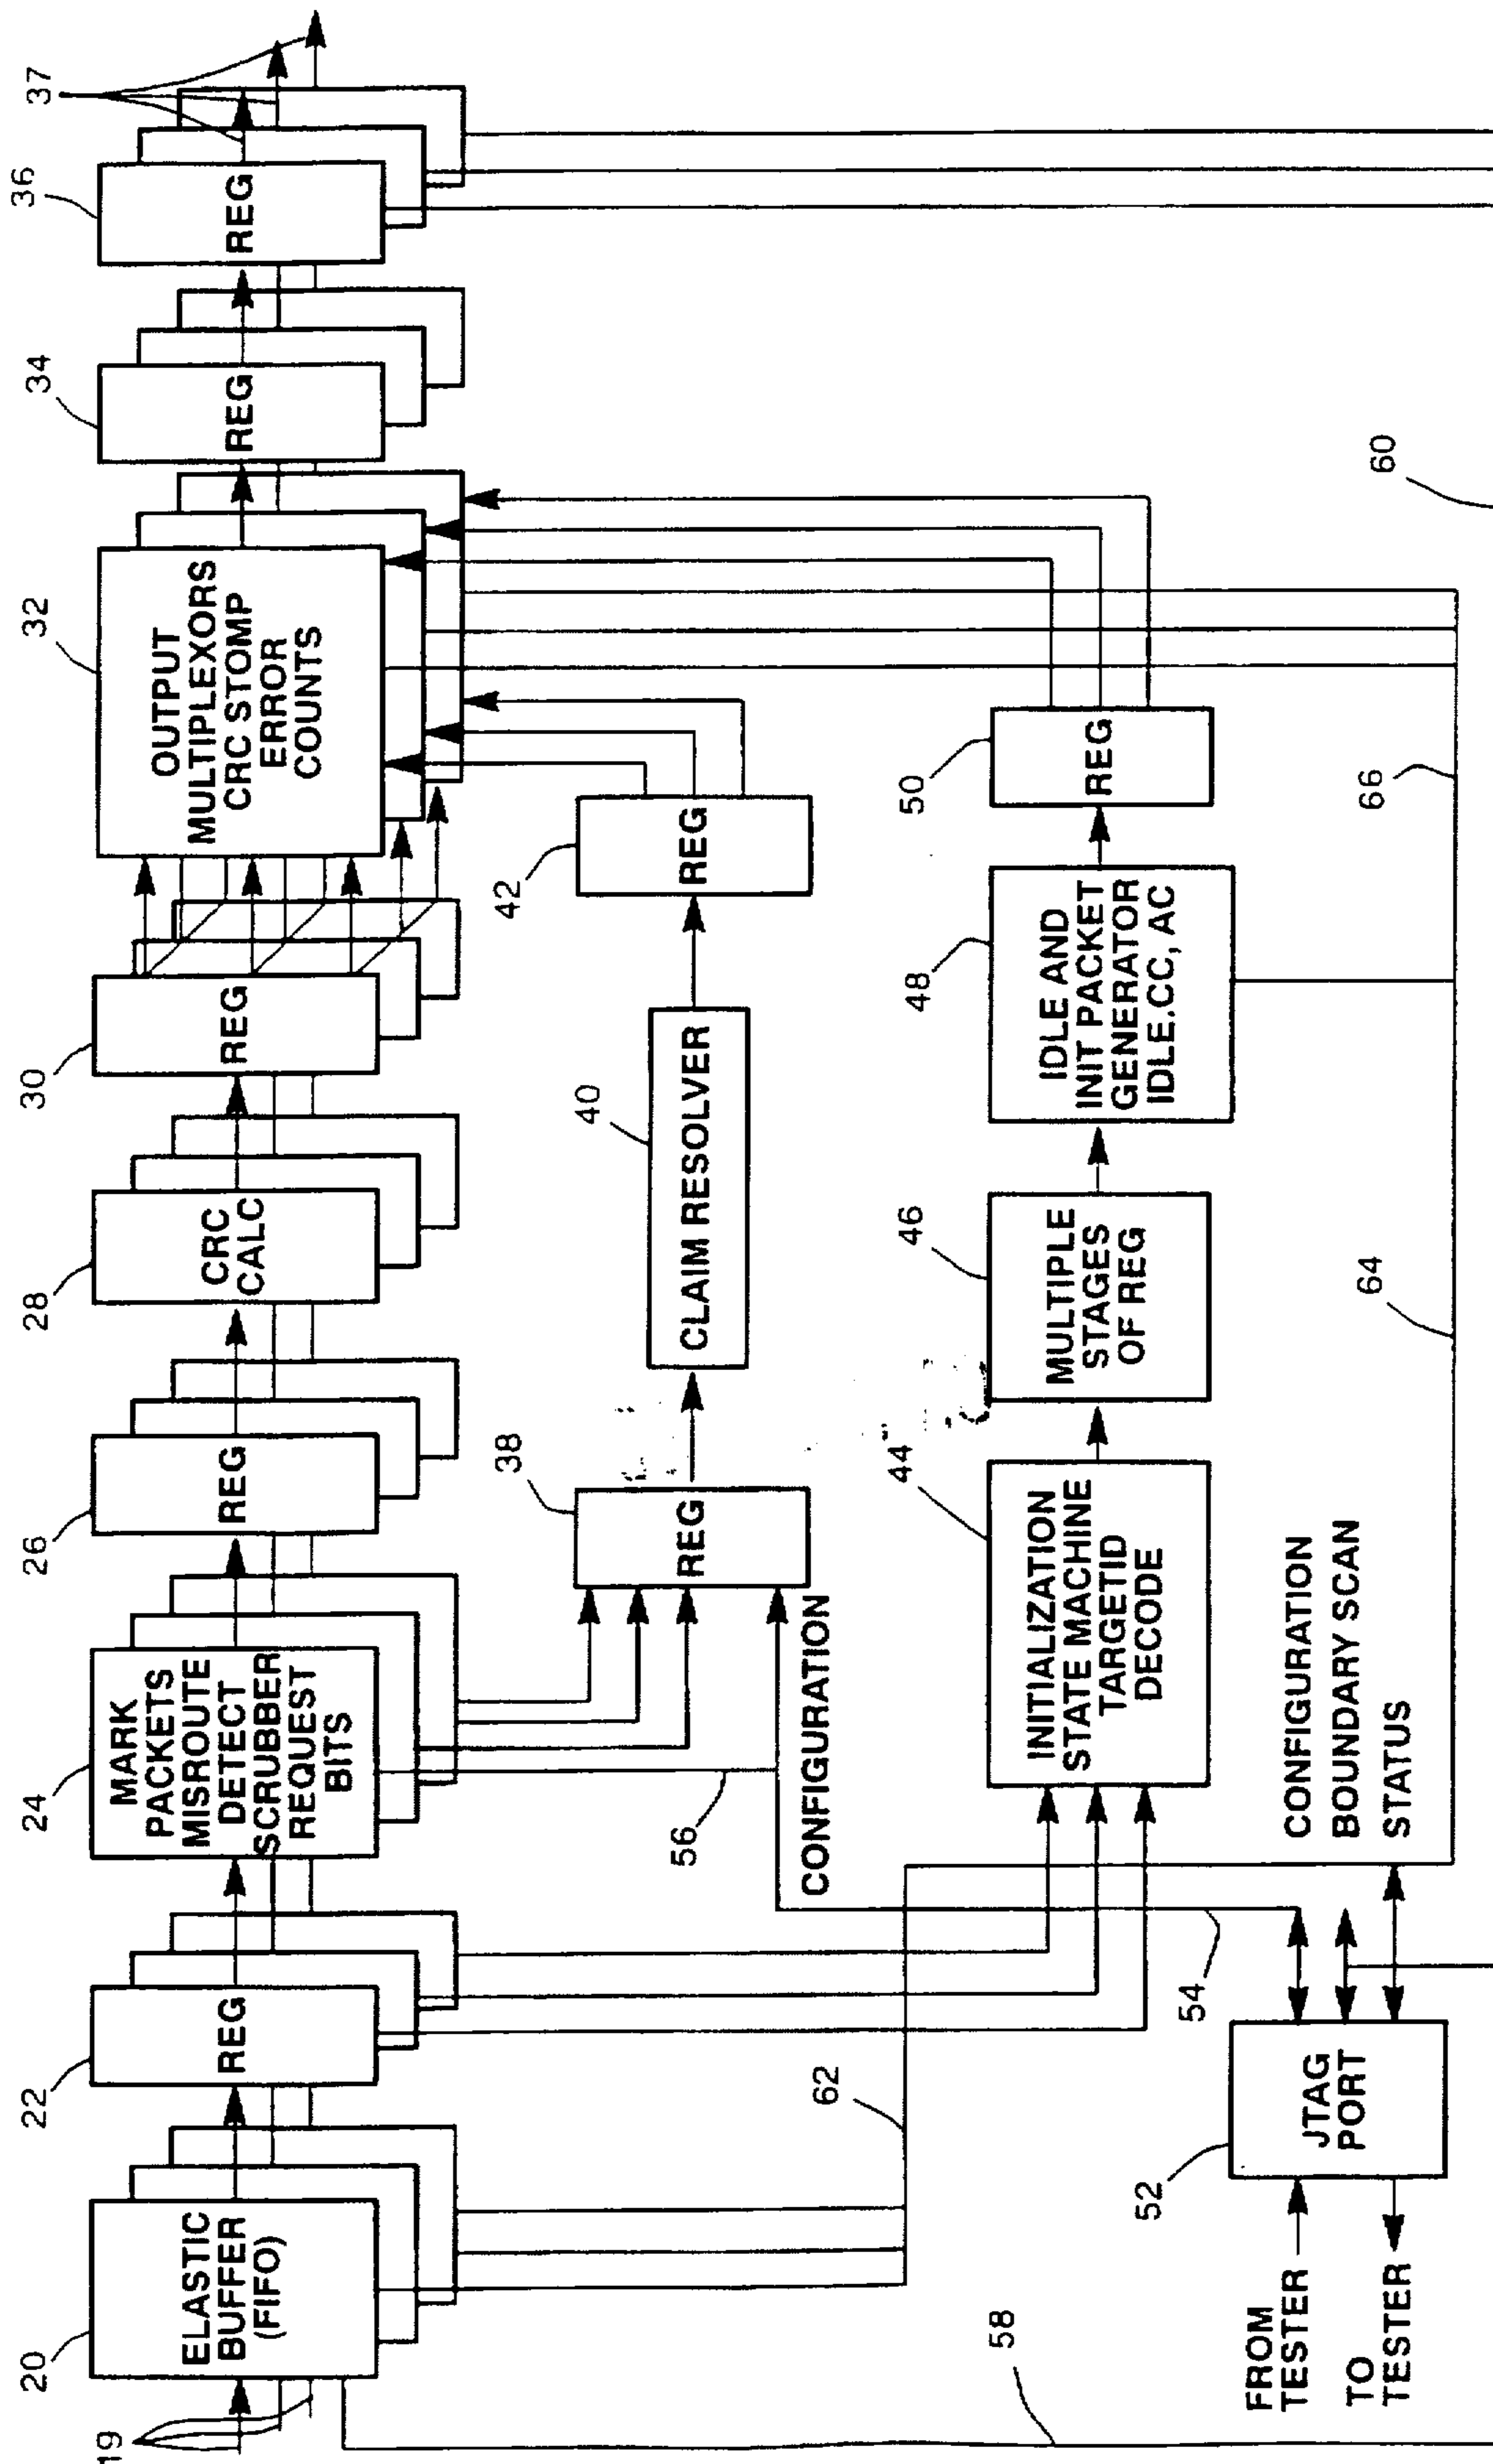 19
20
ELASTIC
BUFFER
(FIFO)
22
REG
24
MARK
PACKETS
MISROUTE
DETECT
SCRUBBER
REQUEST
BITS
26
REG
28
CRC
CALC
30
REG
32
OUTPUT
MULTIPLEXORS
CRC STOMP
ERROR
COUNTS
34
REG
36
REG
37
38
REG
40
CLAIM RESOLVER
42
REG
56
CONFIGURATION
44
INITIALIZATION
STATE MACHINE
TARGETID
DECODE
46
MULTIPLE
STAGES
OF REG
48
IDLE AND
INIT PACKET
GENERATOR
IDLE.CC, AC
50
REG
62
54
58
FROM
TESTER
TO
TESTER
52
JTAG
PORT
CONFIGURATION
BOUNDARY SCAN
STATUS
64
66
60